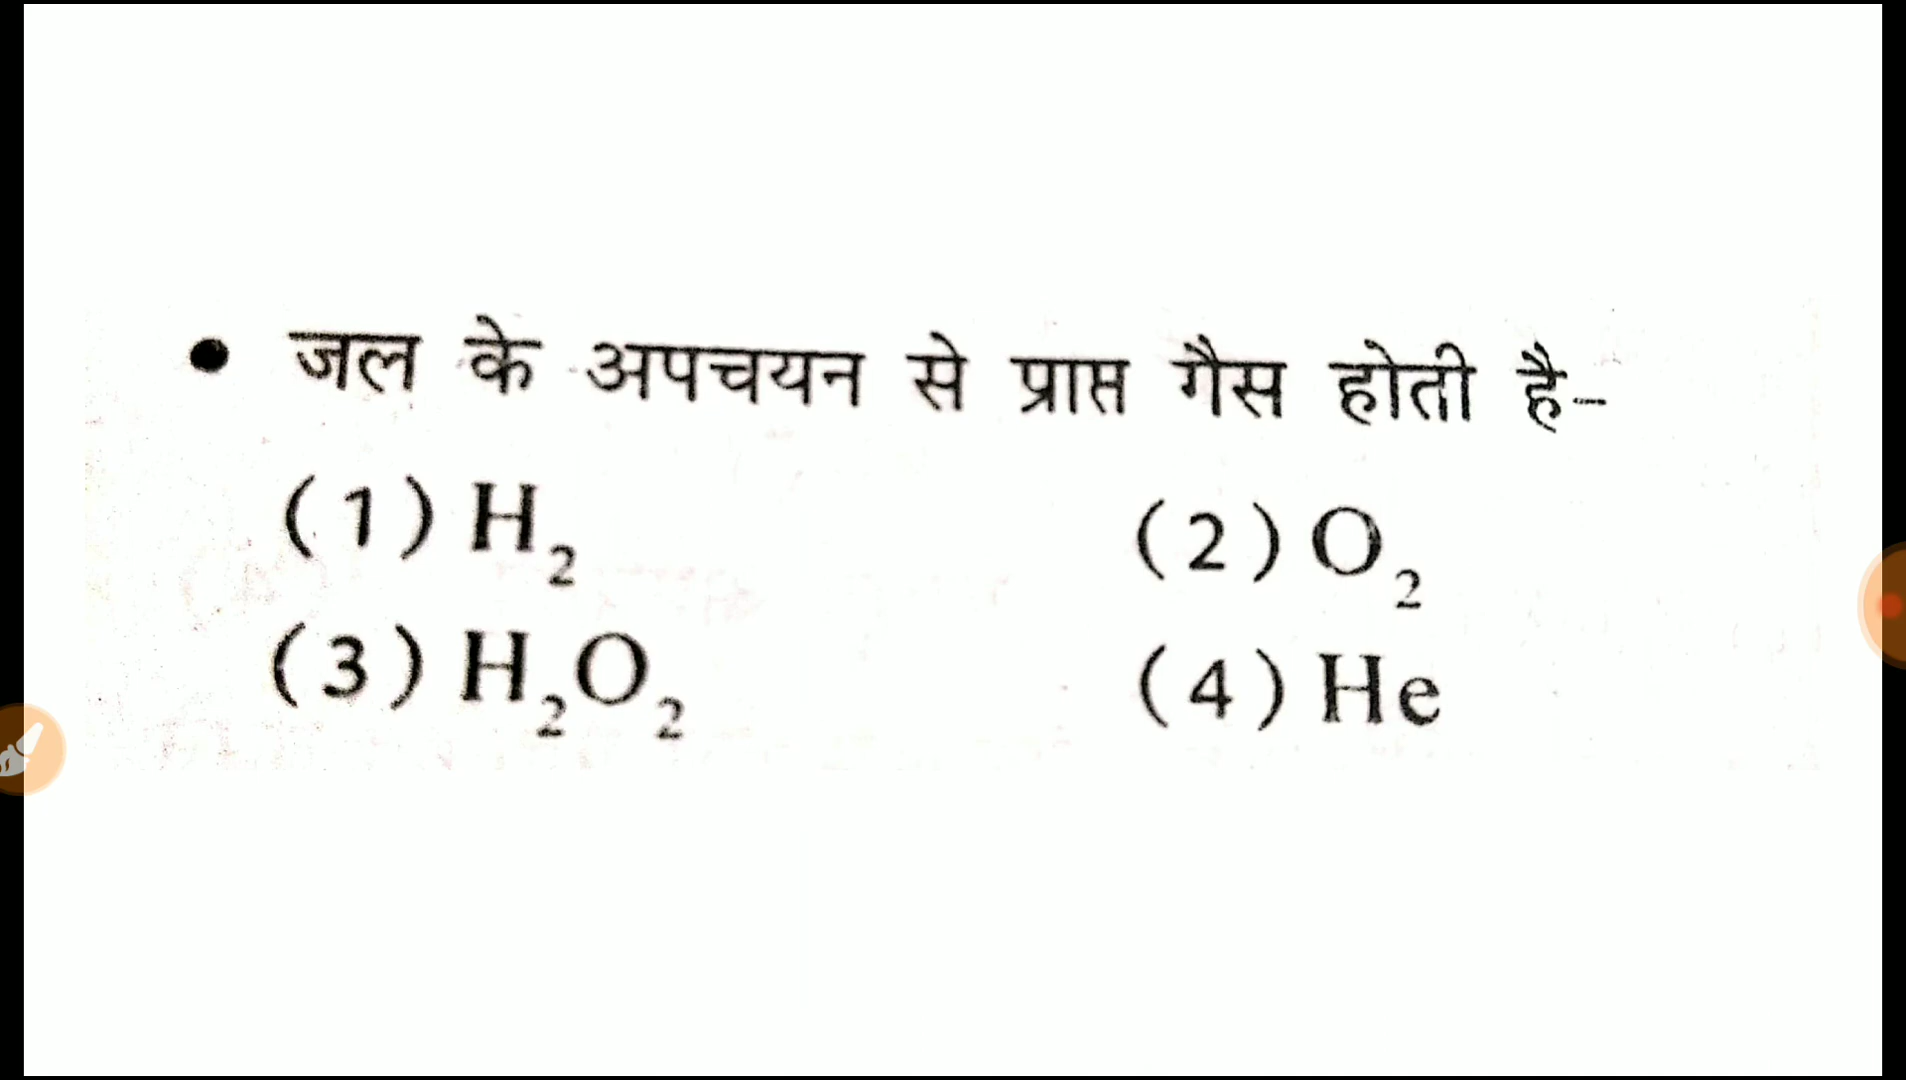 • जल के अपचयन से प्राप्त गैस होती है-
(1) H₂ (2) O₂
(3) H₂O₂ (4) He